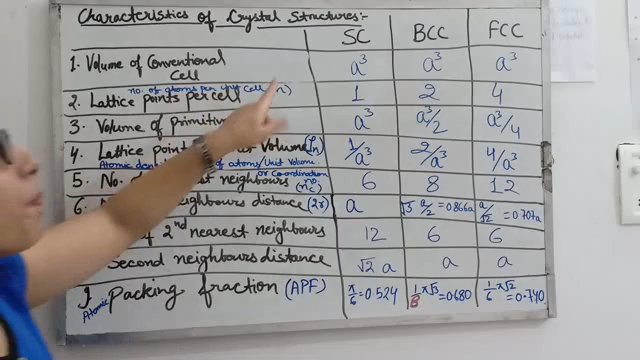 Characteristics of Crystal Structures:-
SC BCC FCC
1. Volume of Conventional Cell a³ a³ a³
no. of atoms per unit cell (n)
2. Lattice points per cell 1 2 4
3. Volume of primitive a³ a³/2 a³/4
4. Lattice point Volume (ρn) 1/a³ 2/a³ 4/a³
Atomic of atoms/Unit Volume
or Co-ordination no.
5. No. neighbours (nc) 6 8 12
6. neighbours distance (2r) a √3 a/2 = 0.866a a/√2 = 0.707a
of 2nd nearest neighbours 12 6 6
Second neighbours distance √2 a a a
9. Atomic Packing fraction (APF) π/6 = 0.524 1/8 π√3 = 0.680 1/6 π√2 = 0.740